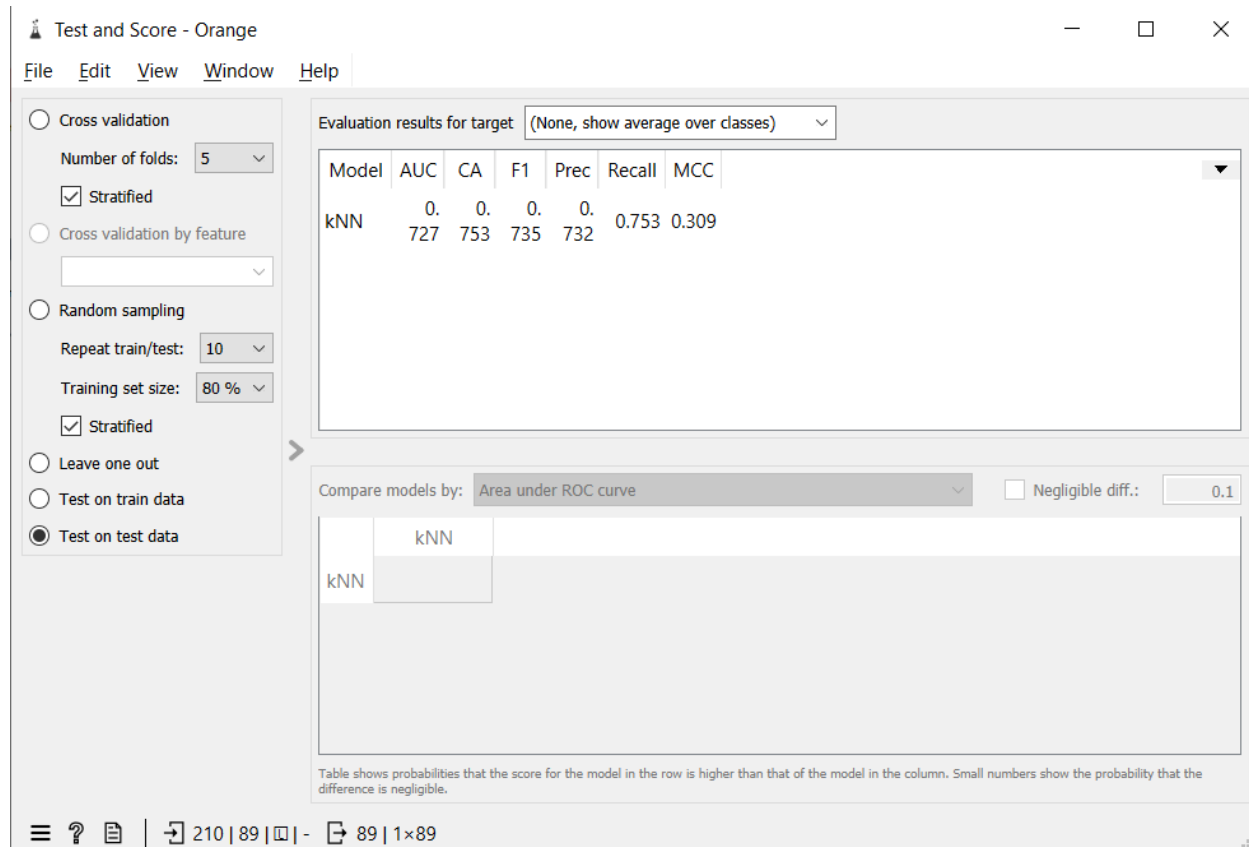 Test and Score - Orange
File Edit View Window Help
Cross validation
Number of folds: 5
Stratified
Cross validation by feature
Random sampling
Repeat train/test: 10
Training set size: 80 %
Stratified
Leave one out
Test on train data
Test on test data
Evaluation results for target (None, show average over classes)
Model AUC CA F1 Prec Recall MCC
kNN 0.727 0.753 0.735 0.732 0.753 0.309
Compare models by: Area under ROC curve Negligible diff.: 0.1
kNN
kNN
Table shows probabilities that the score for the model in the row is higher than that of the model in the column. Small numbers show the probability that the
difference is negligible.
210 | 89 | | - 89 | 1×89